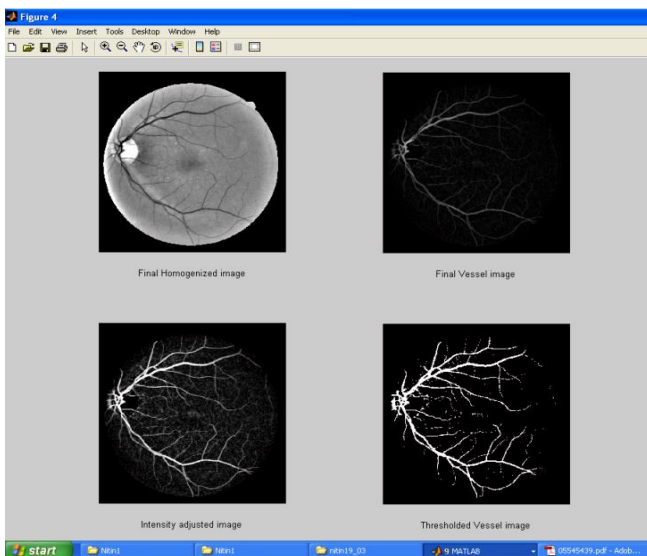 Figure 4
File Edit View Insert Tools Desktop Window Help
Final Homogenized image
Final Vessel image
Intensity adjusted image
Thresholded Vessel image
start
Nitin1
Nitin1
nitin19_03
9 MATLAB
05545439.pdf - Adob...